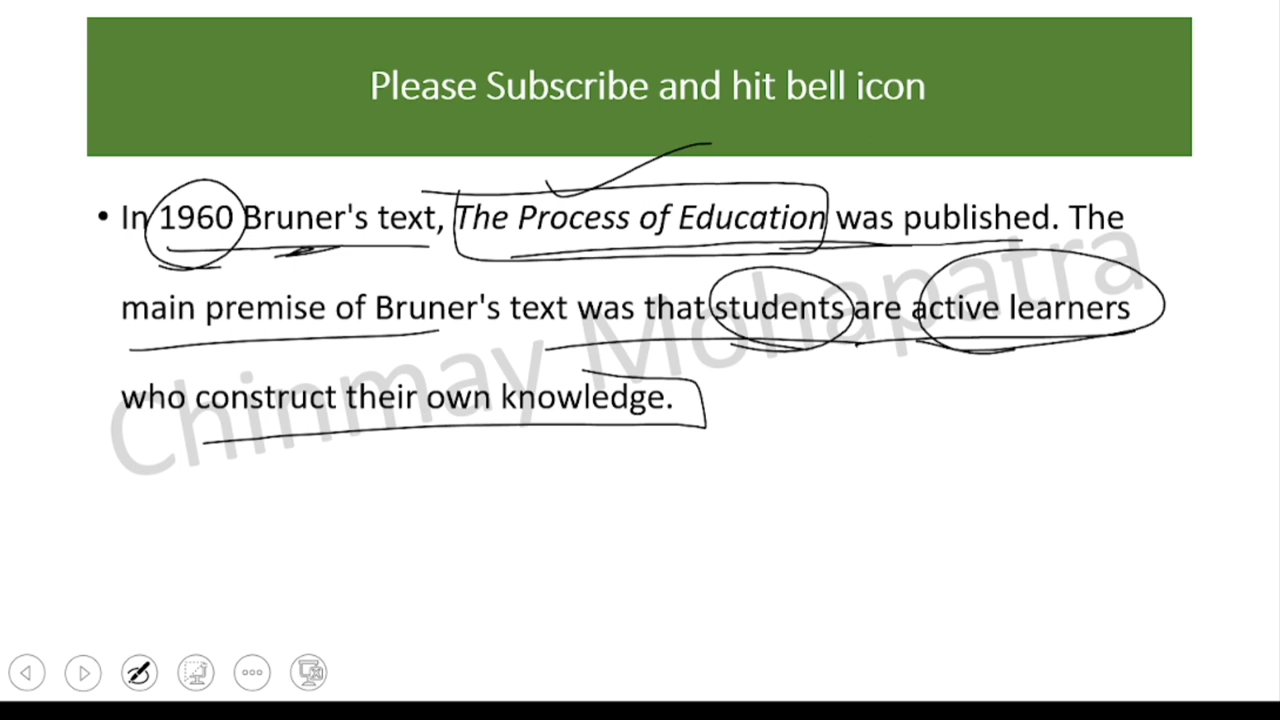 Please Subscribe and hit bell icon
• In 1960 Bruner's text, The Process of Education was published. The
main premise of Bruner's text was that students are active learners
who construct their own knowledge.
Chinmay Mohapatra